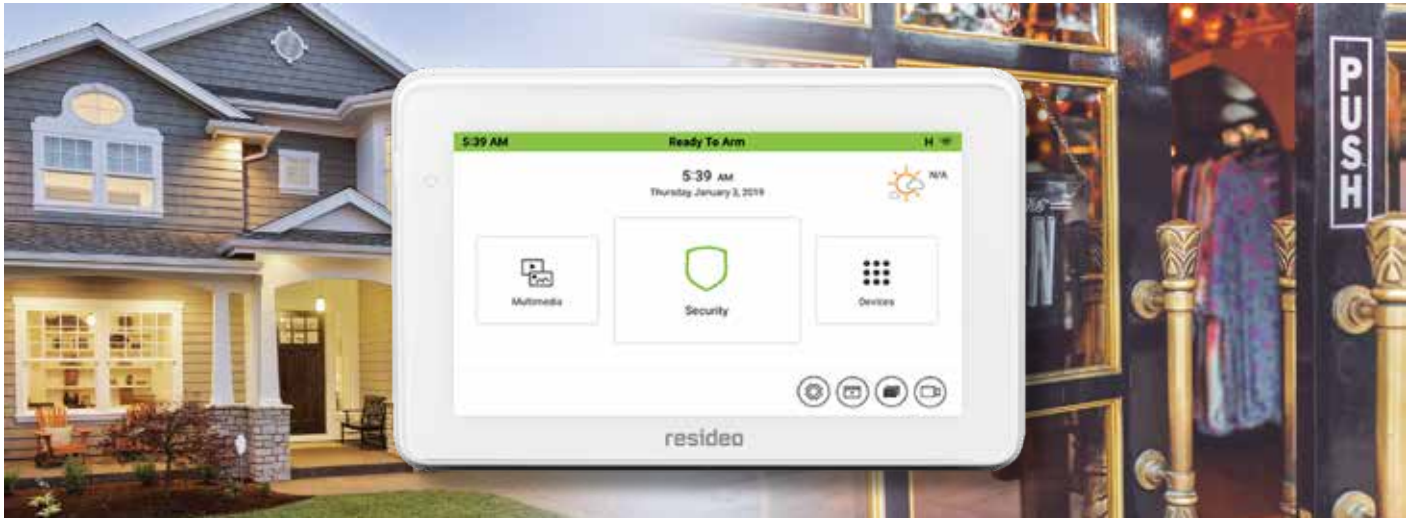 5:39 AM Ready To Arm H
5:39 AM
Thursday, January 3, 2019
N/A
Multimedia
Security
Devices
resideo
PUSH